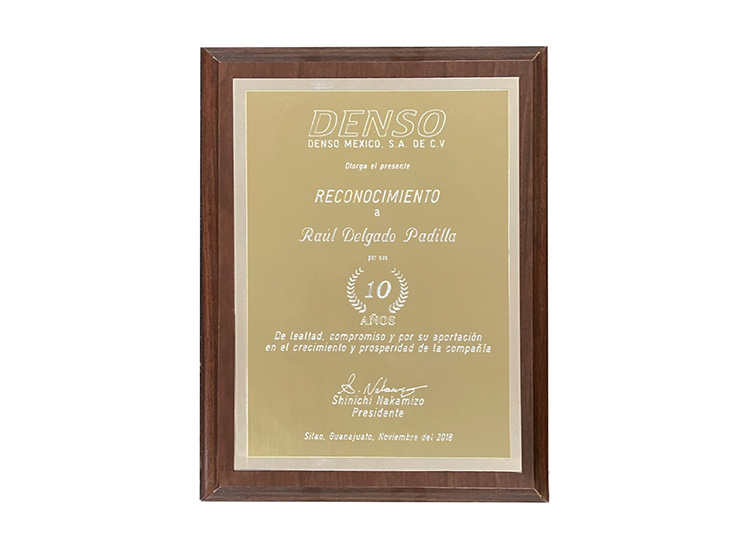 DENSO
DENSO MEXICO, S.A. DE C.V
Otorga el presente
RECONOCIMIENTO
a
Raúl Delgado Padilla
por sus
10
AÑOS
De lealtad, compromiso y por su aportación
en el crecimiento y prosperidad de la compañía
Shinichi Nakamizo
Presidente
Silao, Guanajuato, Noviembre del 2018